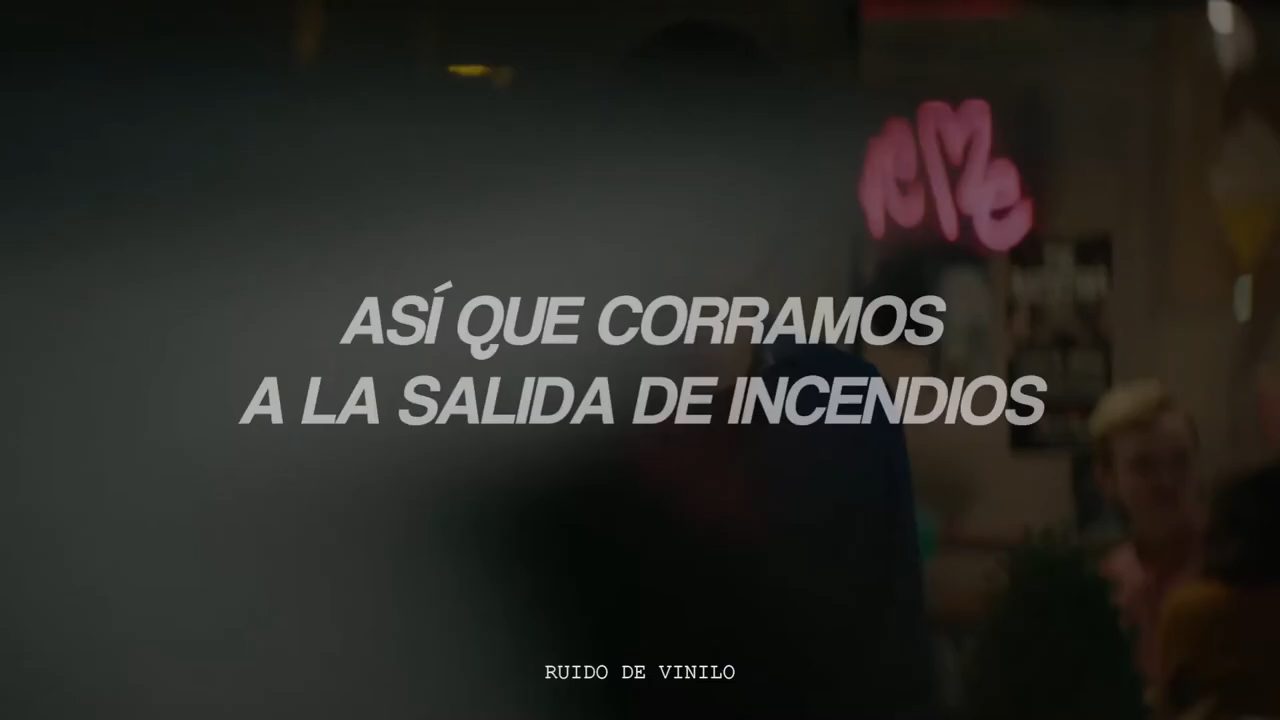 ASÍ QUE CORRAMOS
A LA SALIDA DE INCENDIOS
RUIDO DE VINILO